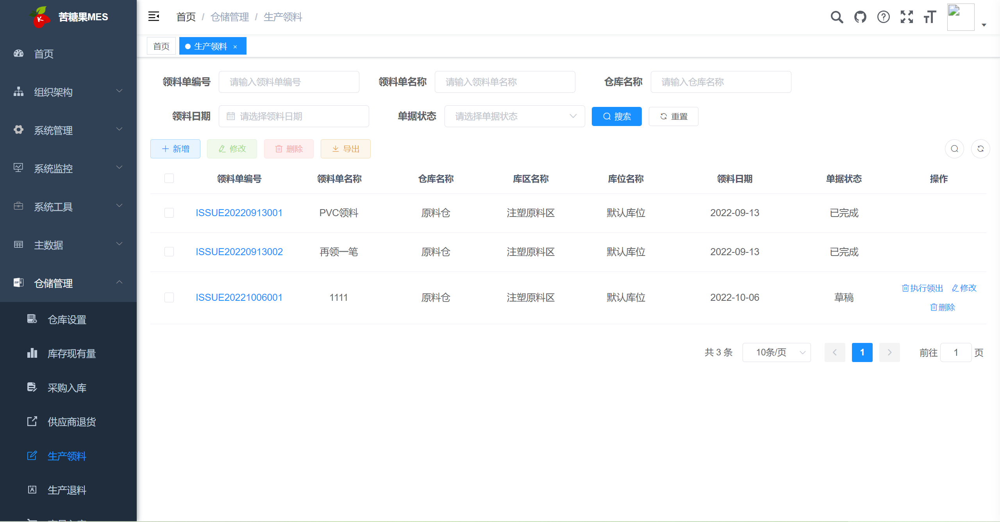 苦糖果MES
首页 / 仓储管理 / 生产领料
首页
生产领料 ×
首页
组织架构
系统管理
系统监控
系统工具
主数据
仓储管理
仓库设置
库存现有量
采购入库
供应商退货
生产领料
生产退料
领料单编号 请输入领料单编号 领料单名称 请输入领料单名称 仓库名称 请输入仓库名称
领料日期 请选择领料日期 单据状态 请选择单据状态 搜索 重置
新增 修改 删除 导出
领料单编号 领料单名称 仓库名称 库区名称 库位名称 领料日期 单据状态 操作
ISSUE20220913001 PVC领料 原料仓 注塑原料区 默认库位 2022-09-13 已完成
ISSUE20220913002 再领一笔 原料仓 注塑原料区 默认库位 2022-09-13 已完成
ISSUE20221006001 1111 原料仓 注塑原料区 默认库位 2022-10-06 草稿 执行领出 修改
删除
共 3 条 10条/页 1 前往 1 页